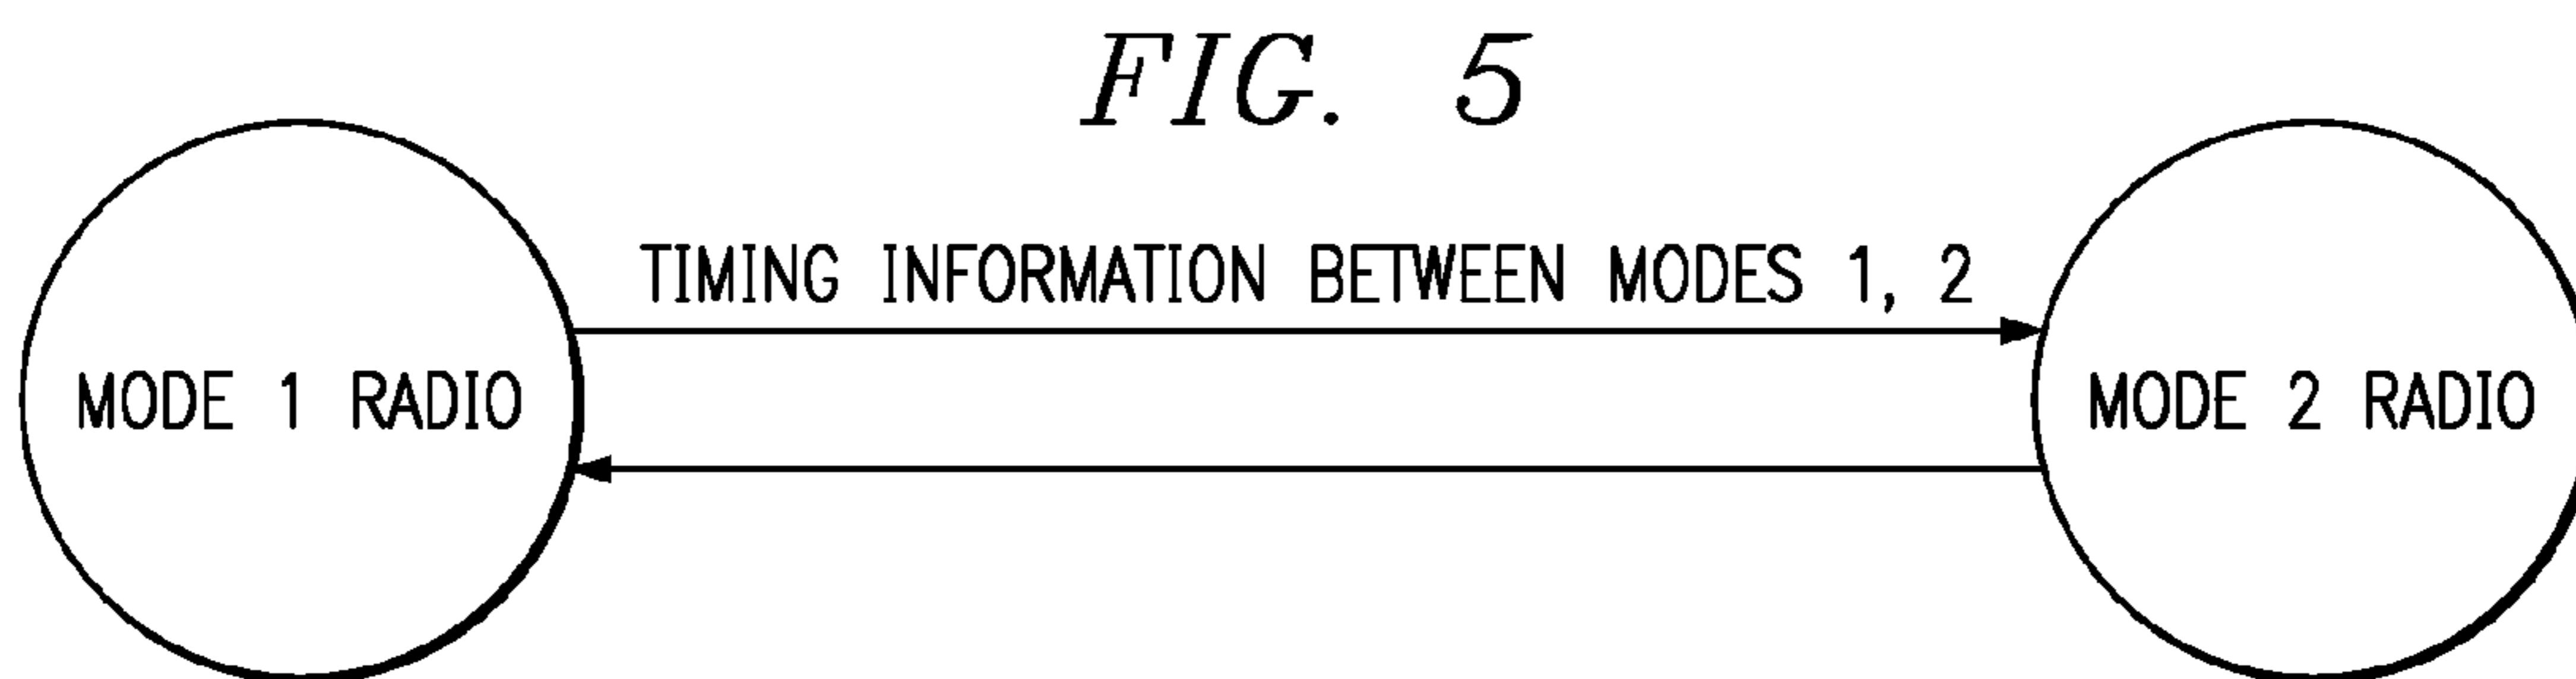 FIG. 5
TIMING INFORMATION BETWEEN MODES 1, 2
MODE 1 RADIO
MODE 2 RADIO